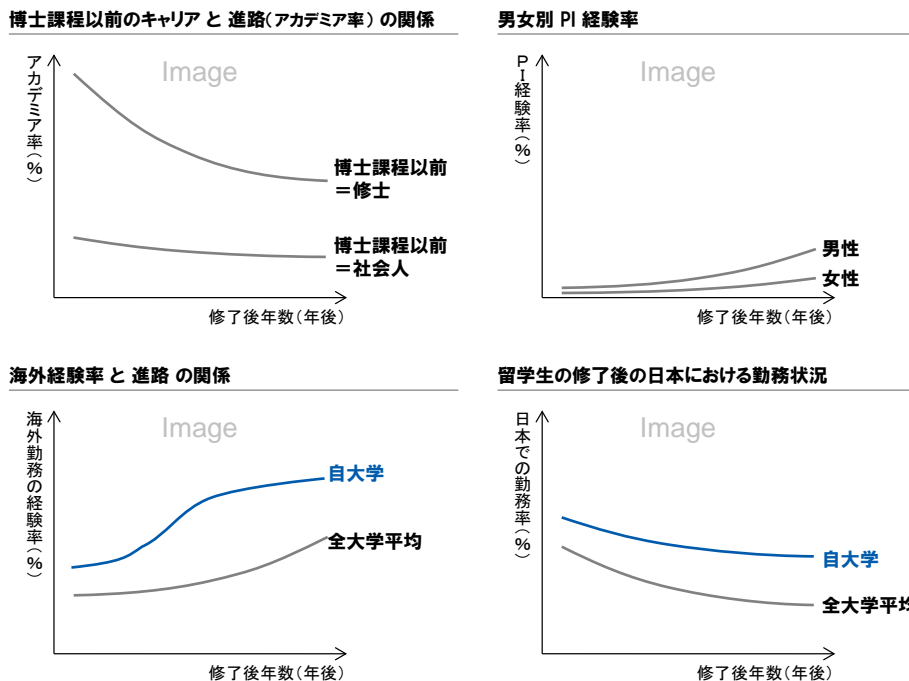 博士課程以前のキャリア と 進路(アカデミア率) の関係
アカデミア率(%)
Image
博士課程以前
=修士
博士課程以前
=社会人
修了後年数(年後)
男女別 PI 経験率
PI経験率(%)
Image
男性
女性
修了後年数(年後)
海外経験率 と 進路 の関係
海外勤務の経験率(%)
Image
自大学
全大学平均
修了後年数(年後)
留学生の修了後の日本における勤務状況
日本での勤務率(%)
Image
自大学
全大学平均
修了後年数(年後)